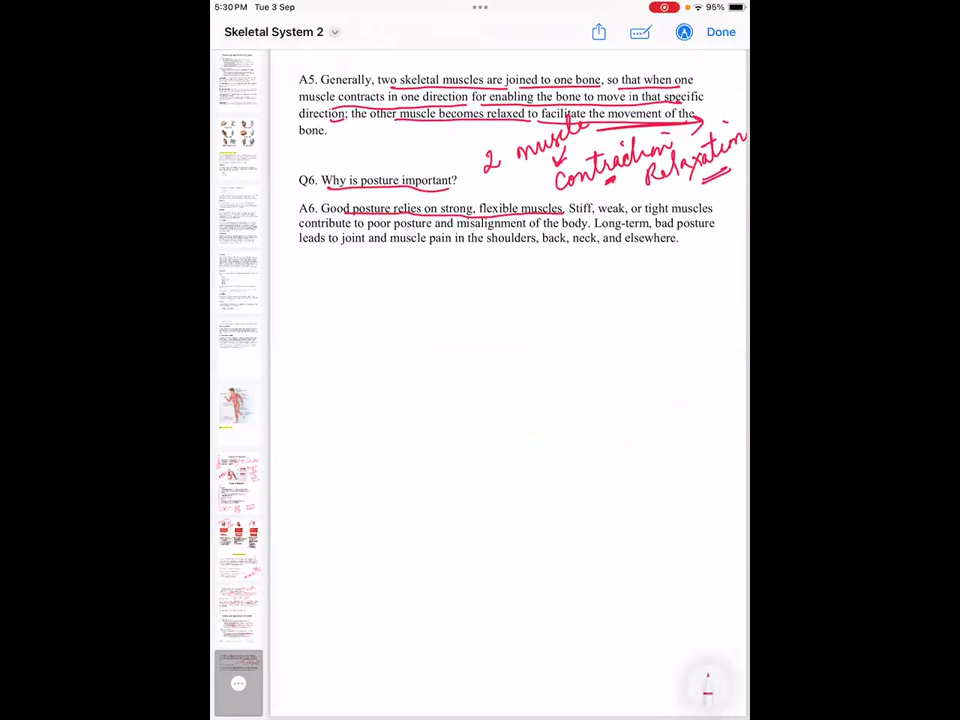 5:30 PM Tue 3 Sep
95%
Skeletal System 2
Done
A5. Generally, two skeletal muscles are joined to one bone, so that when one
muscle contracts in one direction for enabling the bone to move in that specific
direction; the other muscle becomes relaxed to facilitate the movement of the
bone.
2 muscle
Contraction
Relaxation
Q6. Why is posture important?
A6. Good posture relies on strong, flexible muscles. Stiff, weak, or tight muscles
contribute to poor posture and misalignment of the body. Long-term, bad posture
leads to joint and muscle pain in the shoulders, back, neck, and elsewhere.